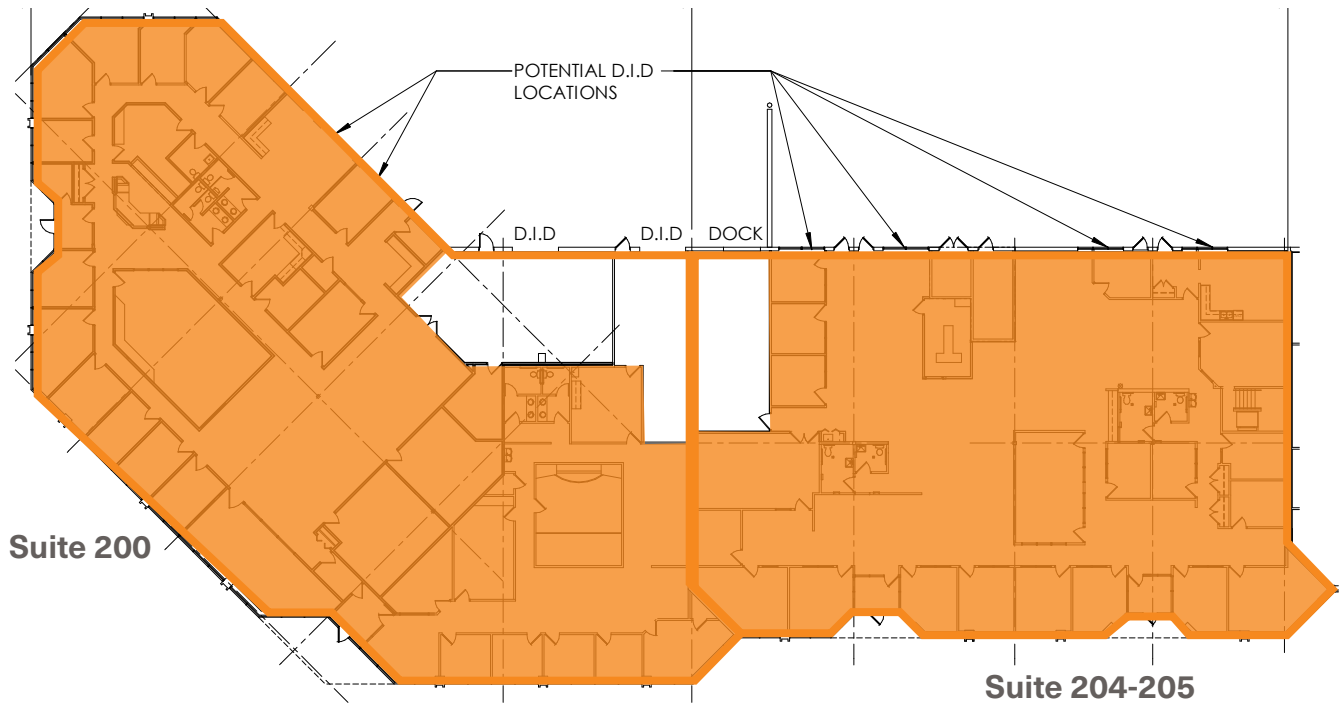 POTENTIAL D.I.D
LOCATIONS
D.I.D
D.I.D
DOCK
Suite 200
Suite 204-205